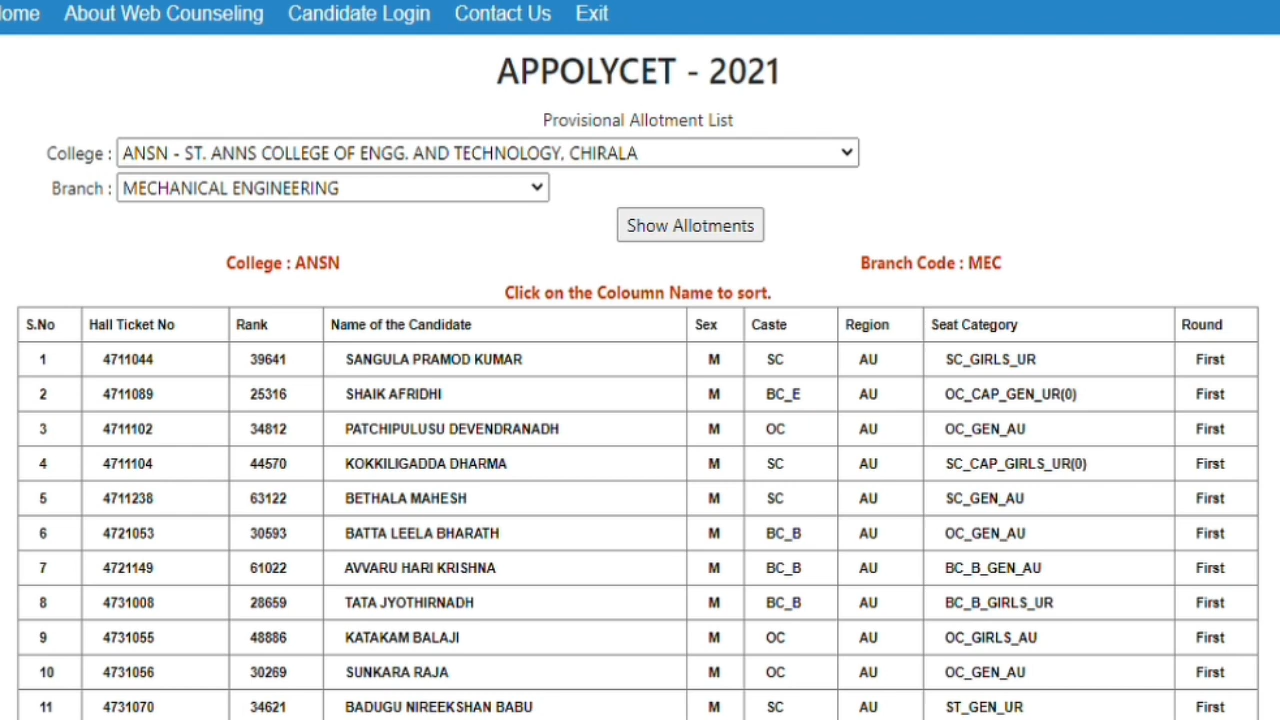 About Web Counseling Candidate Login Contact Us Exit
APPOLYCET - 2021
Provisional Allotment List
College : ANSN - ST. ANNS COLLEGE OF ENGG. AND TECHNOLOGY, CHIRALA
Branch : MECHANICAL ENGINEERING
Show Allotments
College : ANSN Branch Code : MEC
Click on the Coloumn Name to sort.
S.No Hall Ticket No Rank Name of the Candidate Sex Caste Region Seat Category Round
1 4711044 39641 SANGULA PRAMOD KUMAR M SC AU SC_GIRLS_UR First
2 4711089 25316 SHAIK AFRIDHI M BC_E AU OC_CAP_GEN_UR(0) First
3 4711102 34812 PATCHIPULUSU DEVENDRANADH M OC AU OC_GEN_AU First
4 4711104 44570 KOKKILIGADDA DHARMA M SC AU SC_CAP_GIRLS_UR(0) First
5 4711238 63122 BETHALA MAHESH M SC AU SC_GEN_AU First
6 4721053 30593 BATTA LEELA BHARATH M BC_B AU OC_GEN_AU First
7 4721149 61022 AVVARU HARI KRISHNA M BC_B AU BC_B_GEN_AU First
8 4731008 28659 TATA JYOTHIRNADH M BC_B AU BC_B_GIRLS_UR First
9 4731055 48886 KATAKAM BALAJI M OC AU OC_GIRLS_AU First
10 4731056 30269 SUNKARA RAJA M OC AU OC_GEN_AU First
11 4731070 34621 BADUGU NIREEKSHAN BABU M SC AU ST_GEN_UR First